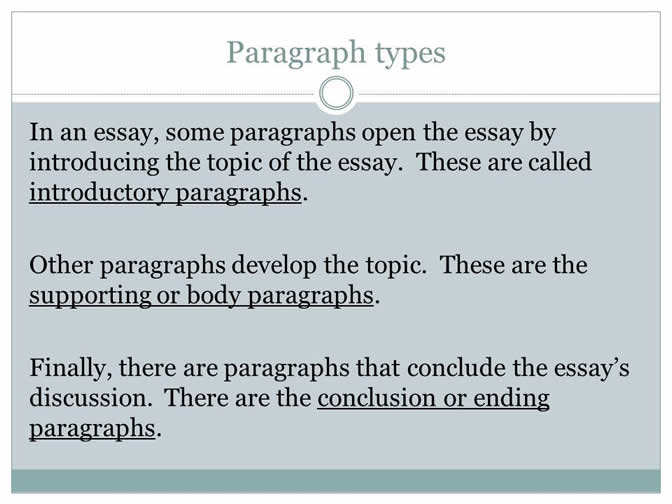 Paragraph types
In an essay, some paragraphs open the essay by
introducing the topic of the essay.  These are called
introductory paragraphs.
Other paragraphs develop the topic.  These are the
supporting or body paragraphs.
Finally, there are paragraphs that conclude the essay’s
discussion.  There are the conclusion or ending
paragraphs.